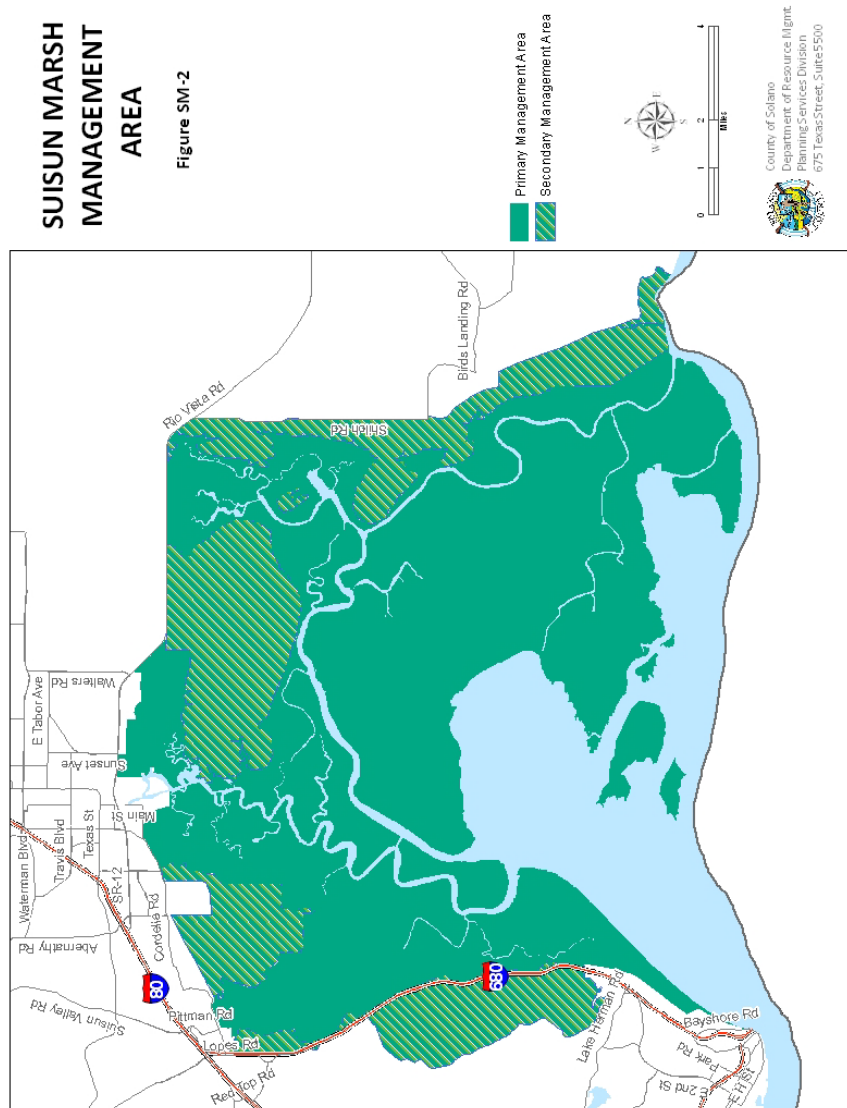 SUISUN MARSH
MANAGEMENT
AREA
Figure SM-2
Primary Management Area
Secondary Management Area
N
E
S
W
0
1
2
4
Miles
County of Solano
Department of Resource Mgmt.
Planning Services Division
675 Texas Street, Suite 5500
Rio Vista Rd
Birds Landing Rd
Shiloh Rd
Walters Rd
E Tabor Ave
Sunset Ave
Main St
Texas St
Travis Blvd
Waterman Blvd
SR-12
Cordelia Rd
Abernathy Rd
80
Suisun Valley Rd
Pittman Rd
Lopes Rd
Red Top Rd
680
Lake Herman Rd
Bayshore Rd
Park Rd
E 2nd St
E H St